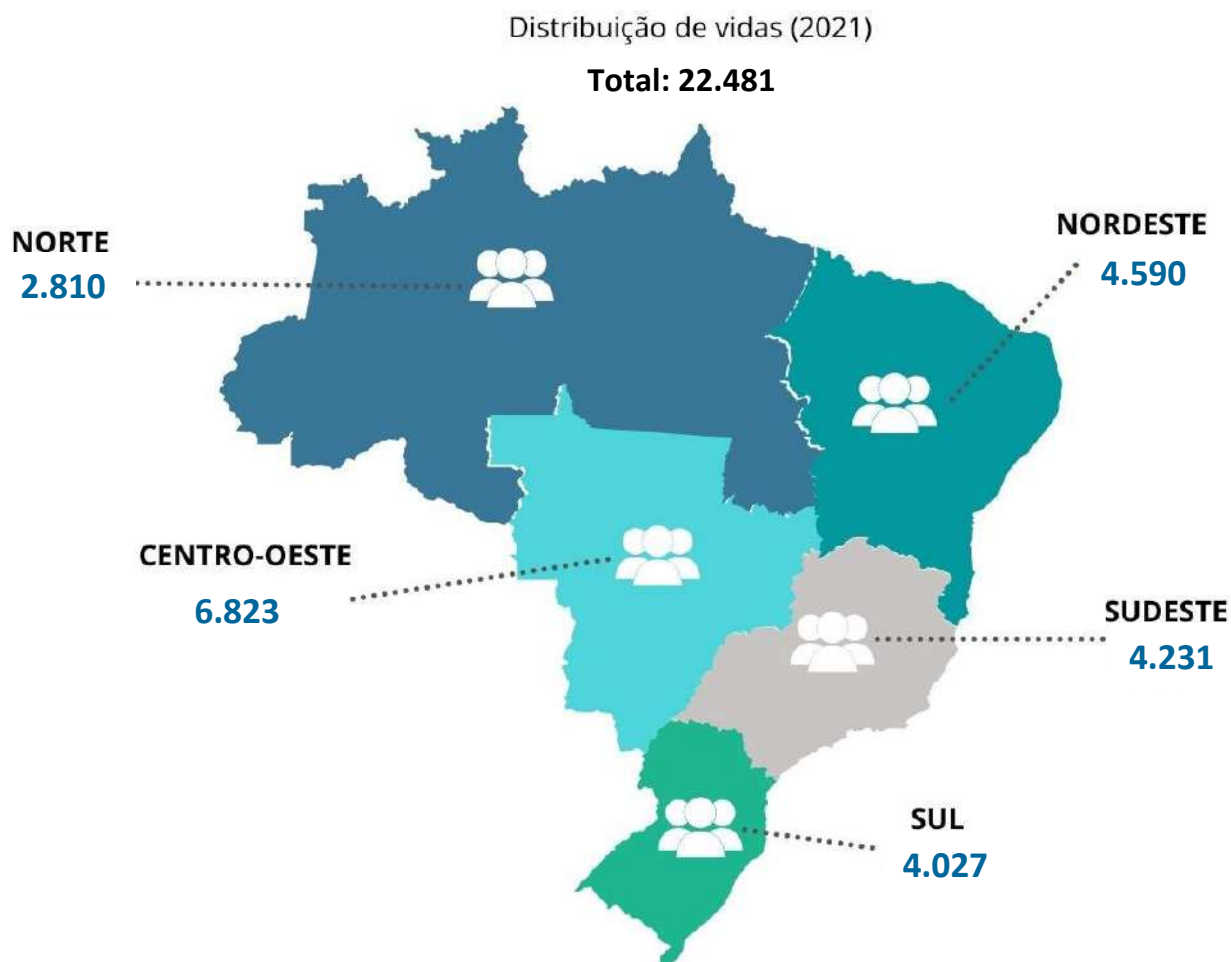 Distribuição de vidas (2021)
Total: 22.481
NORTE
2.810
NORDESTE
4.590
CENTRO-OESTE
6.823
SUDESTE
4.231
SUL
4.027